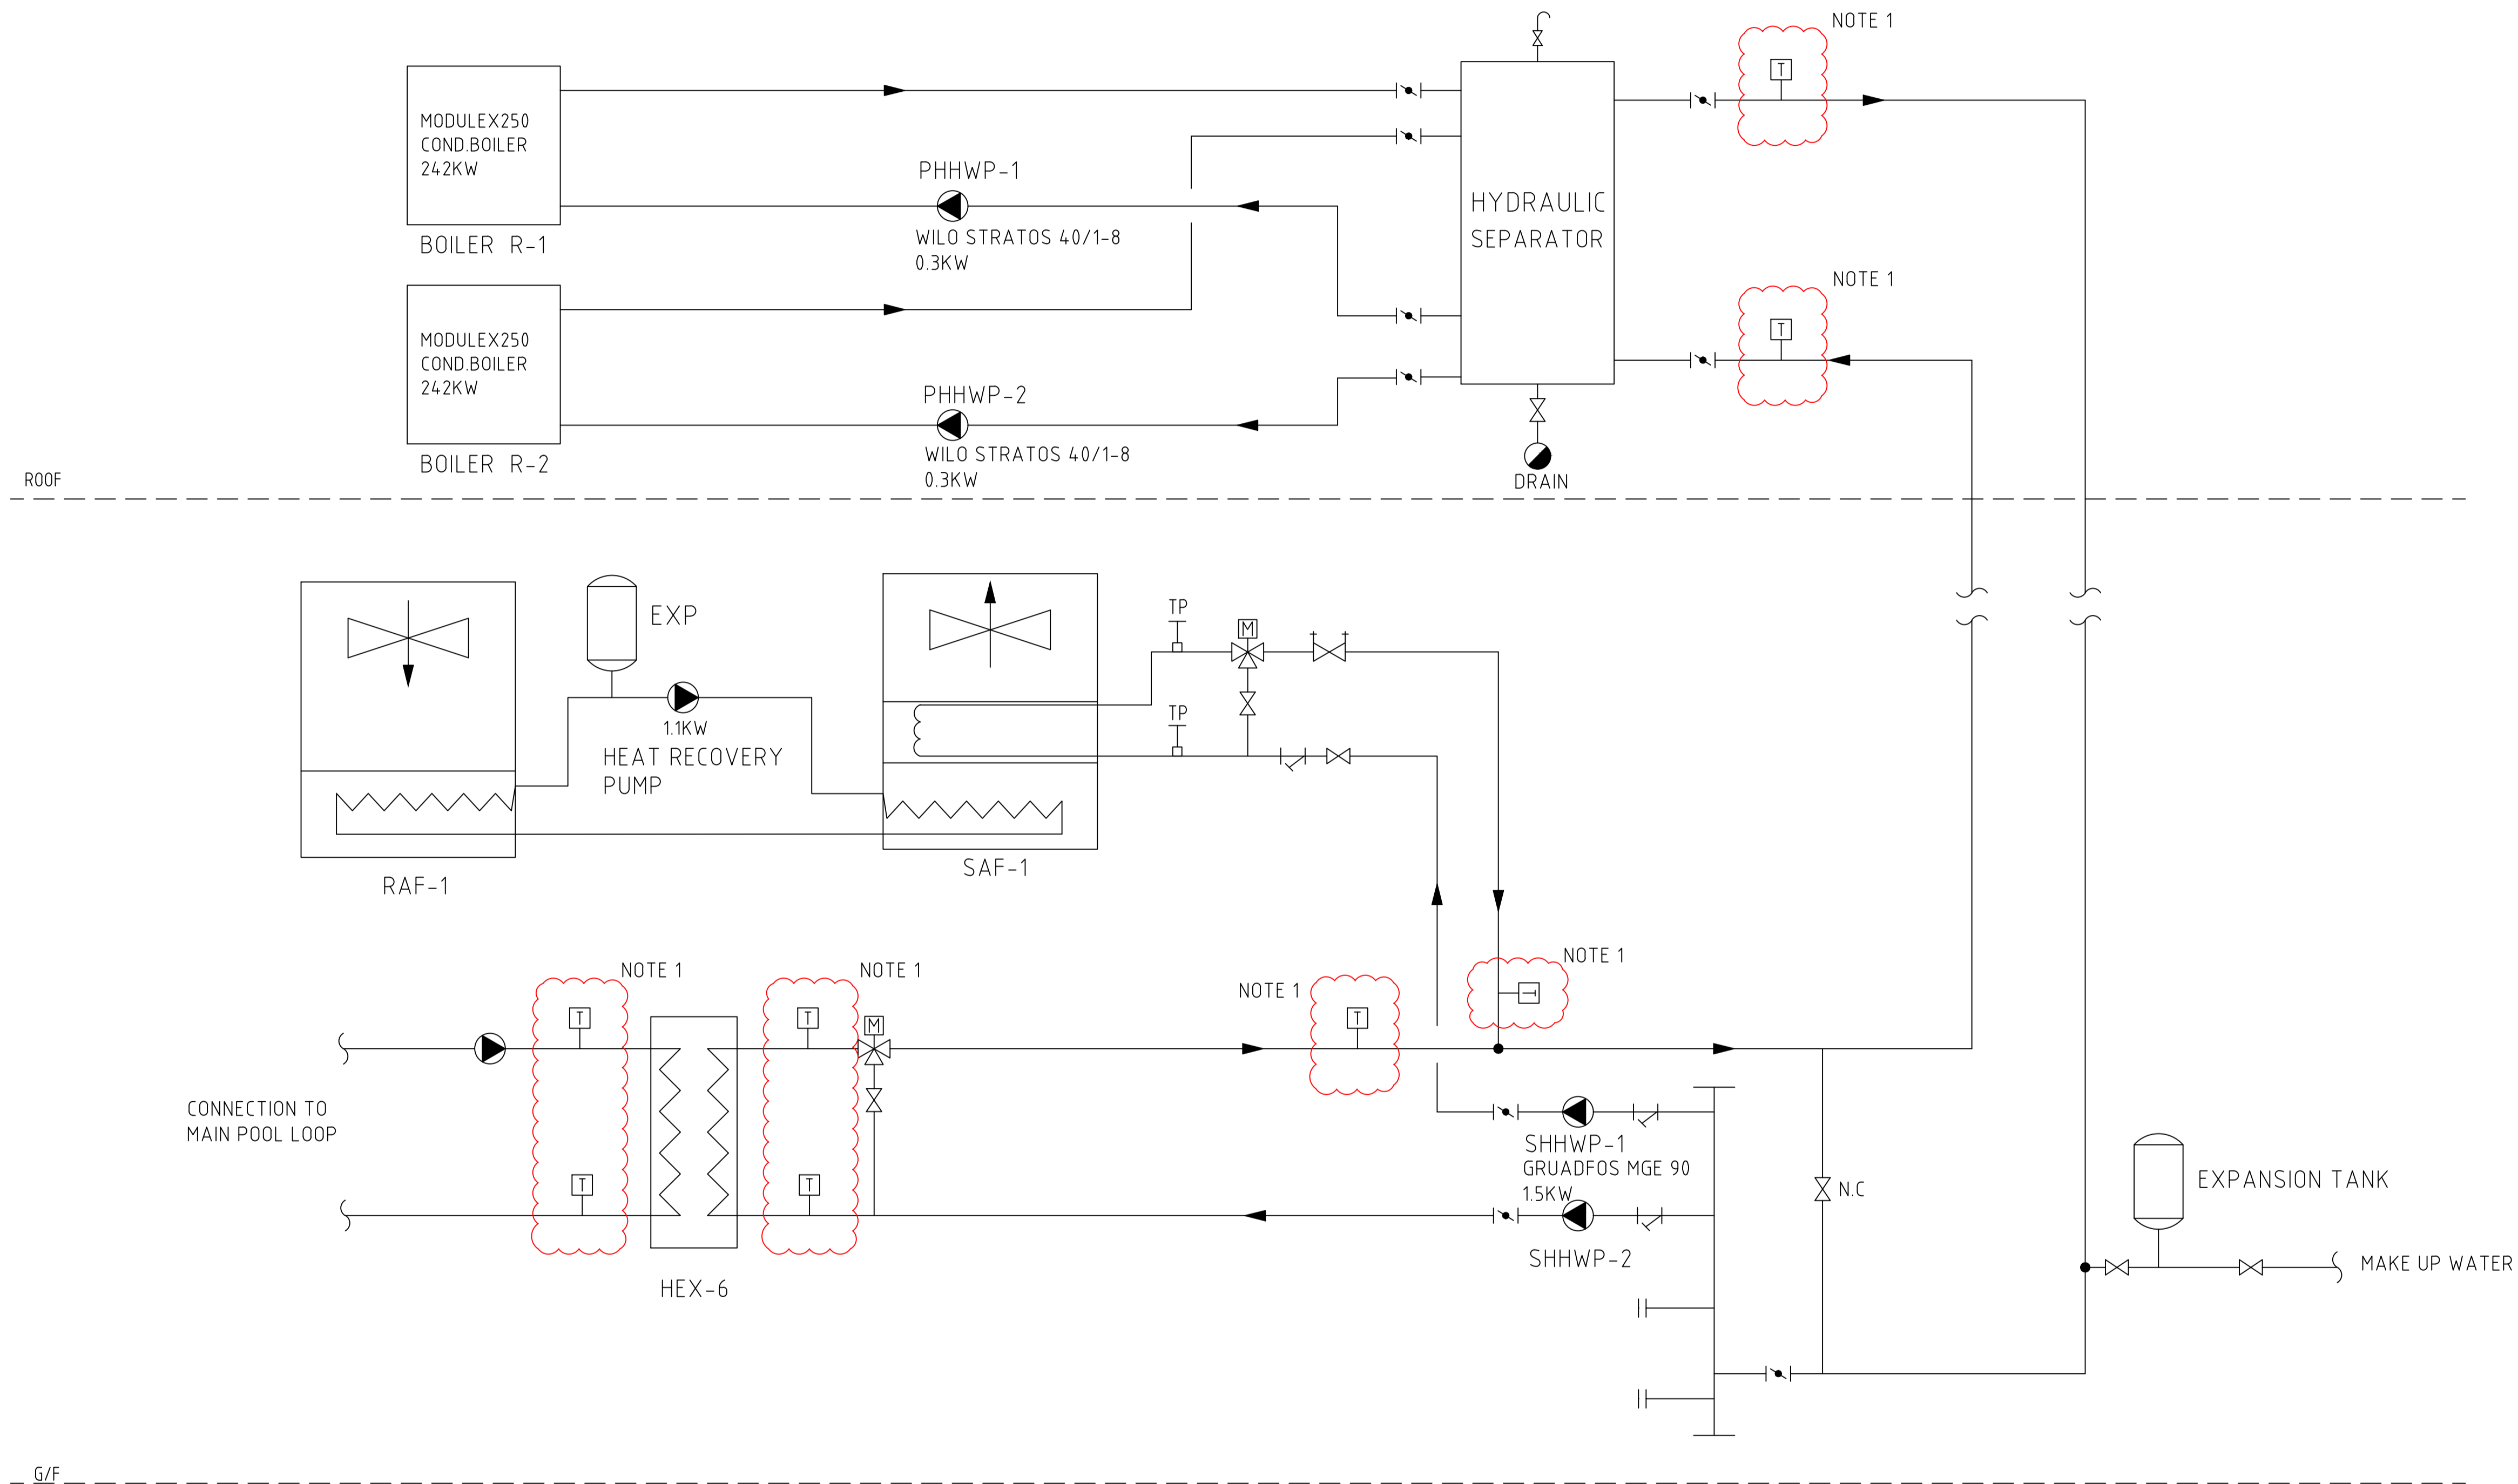 NOTE 1
T
MODULEX250
COND.BOILER
242KW
BOILER R-1
PHHWP-1
WILO STRATOS 40/1-8
0.3KW
HYDRAULIC
SEPARATOR
NOTE 1
T
MODULEX250
COND.BOILER
242KW
BOILER R-2
PHHWP-2
WILO STRATOS 40/1-8
0.3KW
DRAIN
ROOF
EXP
1.1KW
HEAT RECOVERY
PUMP
RAF-1
SAF-1
TP
M
TP
NOTE 1
T
NOTE 1
T
M
NOTE 1
T
NOTE 1
T
CONNECTION TO
MAIN POOL LOOP
T
T
HEX-6
SHHWP-1
GRUADFOS MGE 90
1.5KW
SHHWP-2
N.C
EXPANSION TANK
MAKE UP WATER
G/F